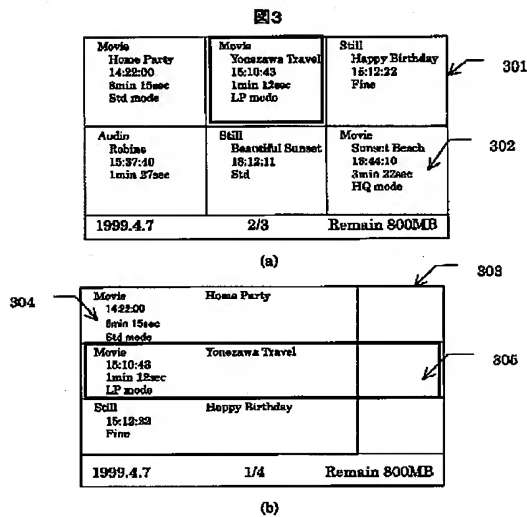 図3
Movie
Home Party
14:22:00
8min 15sec
Std mode
Movie
Yonezawa Travel
15:10:43
1min 12sec
LP mode
Still
Happy Birthday
15:12:22
Fine
301
Audio
Robins
15:37:40
1min 27sec
Still
Beautiful Sunset
18:12:11
Std
Movie
Sunset Beach
18:44:10
3min 22sec
HQ mode
302
1999.4.7 2/3 Remain 800MB
(a)
303
304
Movie Home Party
14:22:00
8min 15sec
Std mode
Movie Yonezawa Travel
15:10:43
1min 12sec
LP mode
305
Still Happy Birthday
15:12:22
Fine
1999.4.7 1/4 Remain 800MB
(b)